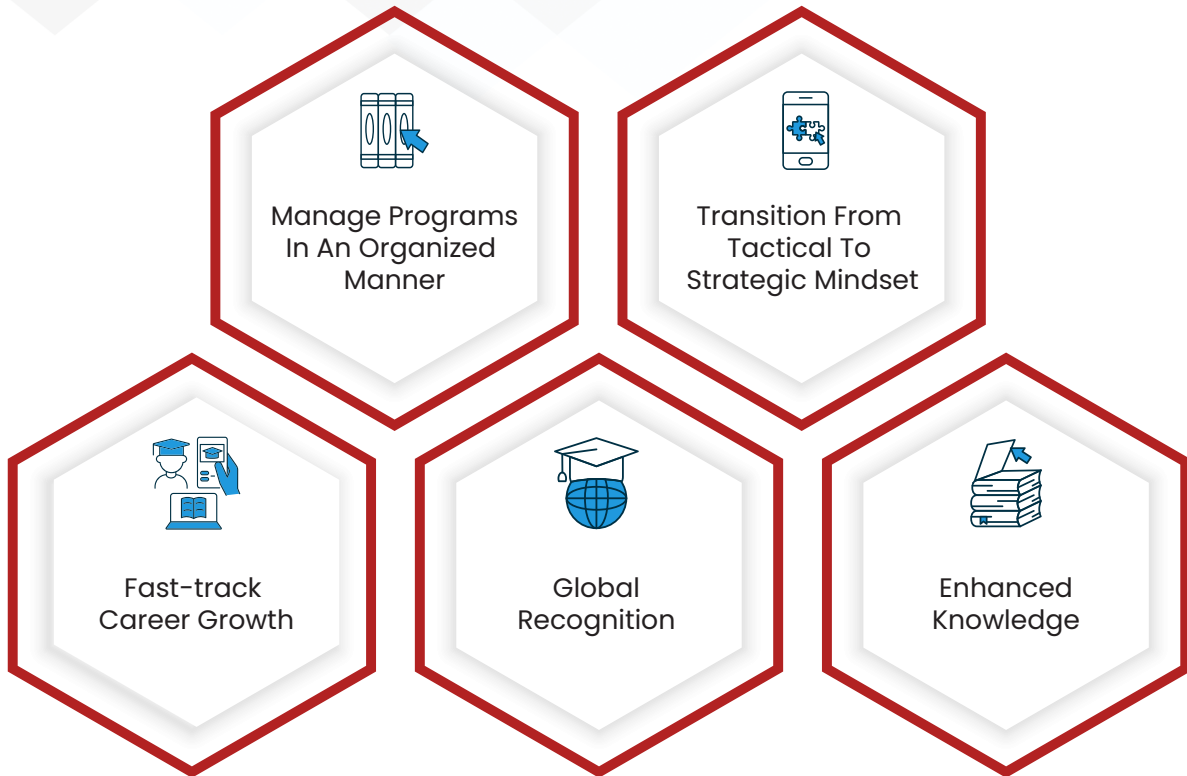 Manage Programs
In An Organized
Manner
Transition From
Tactical To
Strategic Mindset
Fast-track
Career Growth
Global
Recognition
Enhanced
Knowledge